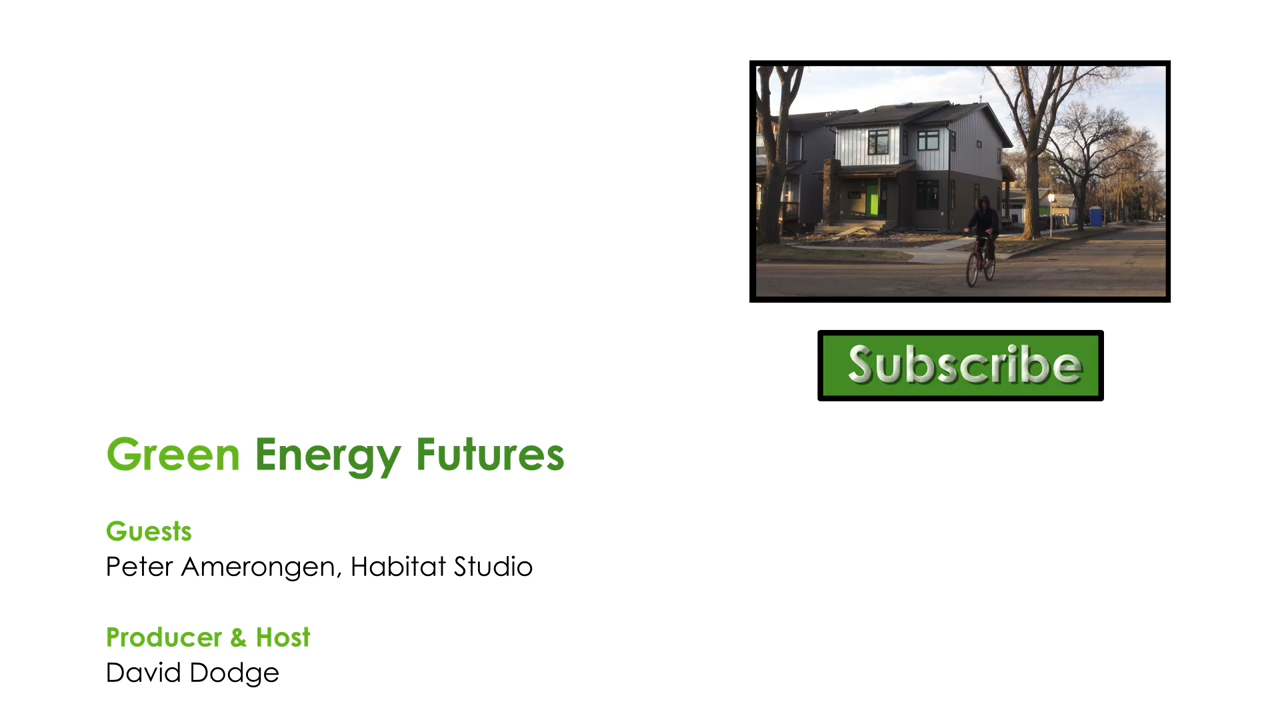 Subscribe
Green Energy Futures
Guests
Peter Amerongen, Habitat Studio
Producer & Host
David Dodge